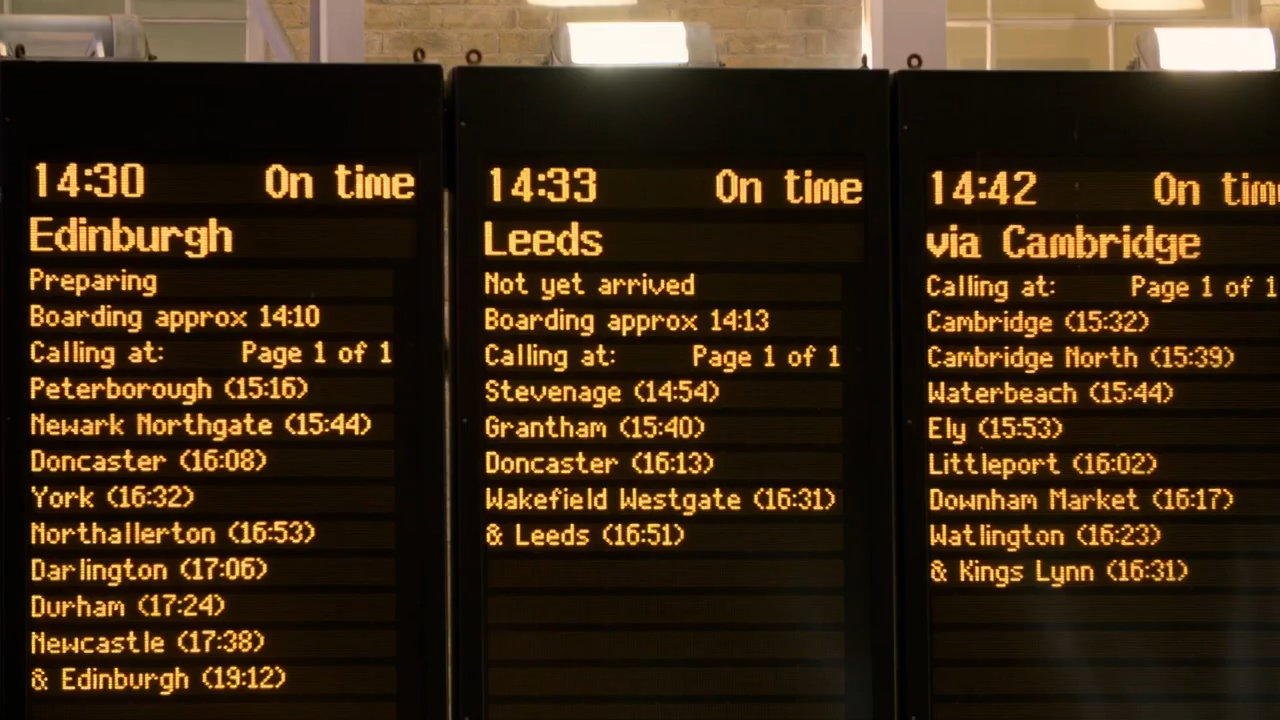 14:30 On time
Edinburgh
Preparing
Boarding approx 14:10
Calling at: Page 1 of 1
Peterborough (15:16)
Newark Northgate (15:44)
Doncaster (16:08)
York (16:32)
Northallerton (16:53)
Darlington (17:06)
Durham (17:24)
Newcastle (17:38)
& Edinburgh (19:12)
14:33 On time
Leeds
Not yet arrived
Boarding approx 14:13
Calling at: Page 1 of 1
Stevenage (14:54)
Grantham (15:40)
Doncaster (16:13)
Wakefield Westgate (16:31)
& Leeds (16:51)
14:42 On time
via Cambridge
Calling at: Page 1 of 1
Cambridge (15:32)
Cambridge North (15:39)
Waterbeach (15:44)
Ely (15:53)
Littleport (16:02)
Downham Market (16:17)
Watlington (16:23)
& Kings Lynn (16:31)